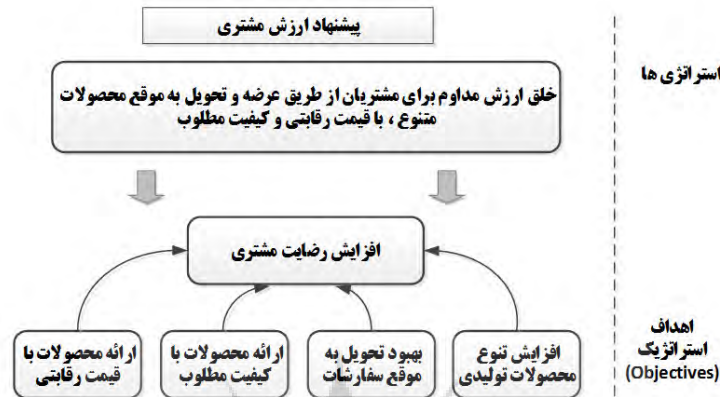 پیشنهاد ارزش مشتری
استراتژی ها
خلق ارزش مداوم برای مشتریان از طریق عرضه و تحویل به موقع محصولات
متنوع ، با قیمت رقابتی و کیفیت مطلوب
افزایش رضایت مشتری
اهداف
استراتژیک
(Objectives)
افزایش تنوع
محصولات تولیدی
بهبود تحویل به
موقع سفارشات
ارائه محصولات با
کیفیت مطلوب
ارائه محصولات با
قیمت رقابتی